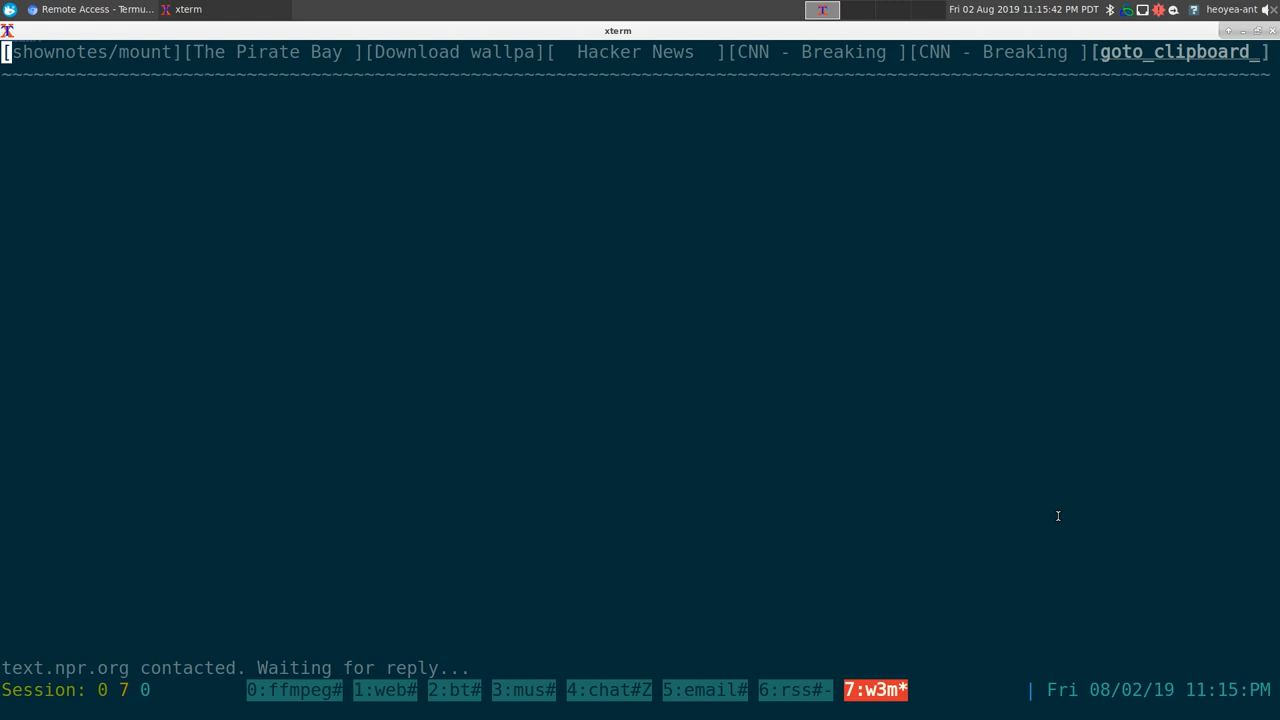 Remote Access - Termu... xterm Fri 02 Aug 2019 11:15:42 PM PDT heoyea-ant
xterm
[shownotes/mount][The Pirate Bay ][Download wallpa][  Hacker News  ][CNN - Breaking ][CNN - Breaking ][goto_clipboard_]
~~~~~~~~~~~~~~~~~~~~~~~~~~~~~~~~~~~~~~~~~~~~~~~~~~~~~~~~~~~~~~~~~~~~~~~~~~~~~~~~~~~~~~~~~~~~~~~~~~~~~~~~~~~~~~~~~~~~~~~
text.npr.org contacted. Waiting for reply...
Session: 0 7 0 0:ffmpeg# 1:web# 2:bt# 3:mus# 4:chat#Z 5:email# 6:rss#- 7:w3m* | Fri 08/02/19 11:15:PM